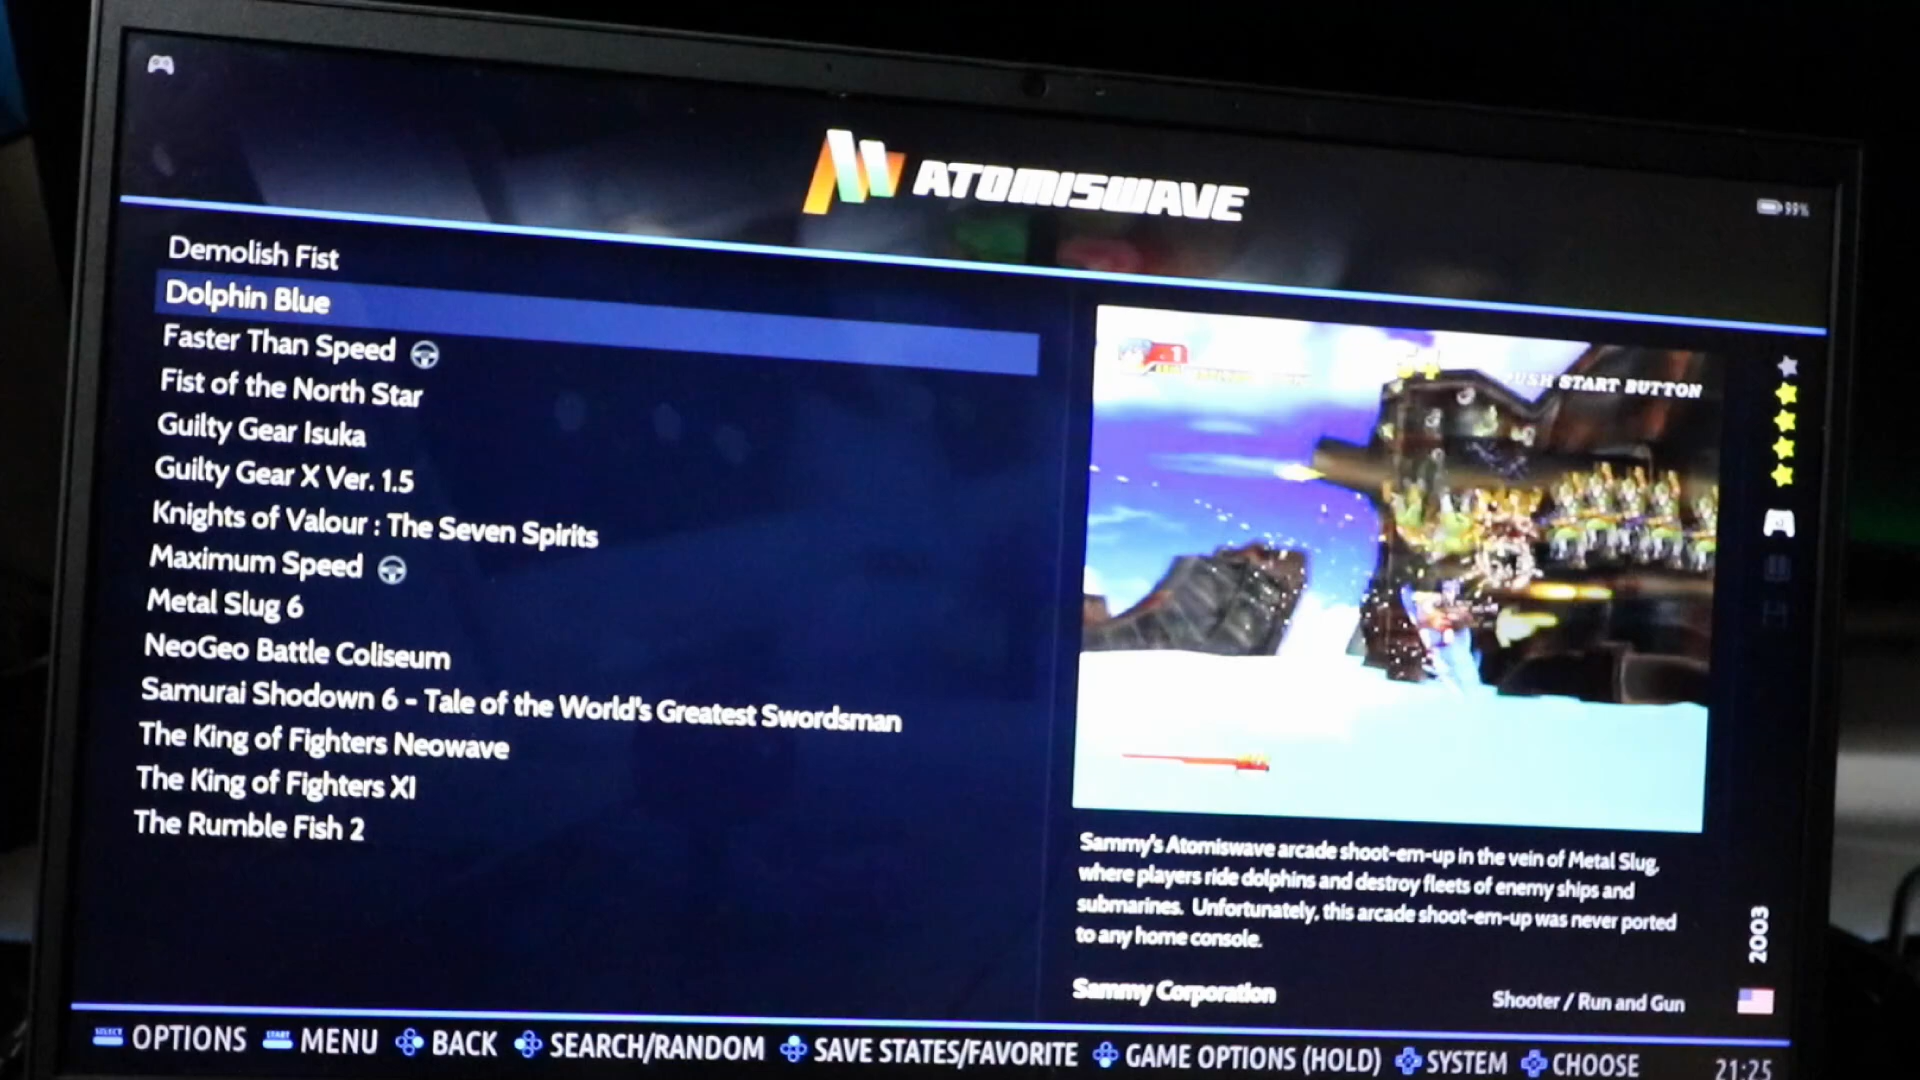 ATOMISWAVE
99%
Demolish Fist
Dolphin Blue
Faster Than Speed
Fist of the North Star
Guilty Gear Isuka
Guilty Gear X Ver. 1.5
Knights of Valour : The Seven Spirits
Maximum Speed
Metal Slug 6
NeoGeo Battle Coliseum
Samurai Shodown 6 - Tale of the World's Greatest Swordsman
The King of Fighters Neowave
The King of Fighters XI
The Rumble Fish 2
1
PUSH START BUTTON
Sammy's Atomiswave arcade shoot-em-up in the vein of Metal Slug,
where players ride dolphins and destroy fleets of enemy ships and
submarines. Unfortunately, this arcade shoot-em-up was never ported
to any home console.
2003
Sammy Corporation
Shooter / Run and Gun
SELECT OPTIONS START MENU BACK SEARCH/RANDOM SAVE STATES/FAVORITE GAME OPTIONS (HOLD) SYSTEM CHOOSE
21:25